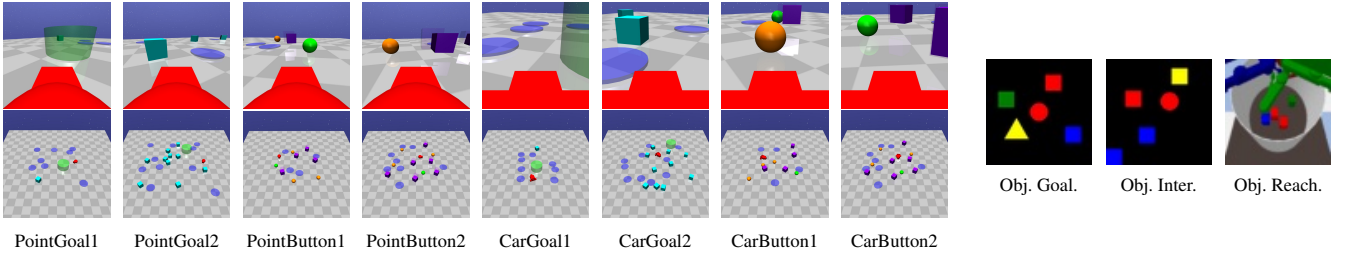 PointGoal1
PointGoal2
PointButton1
PointButton2
CarGoal1
CarGoal2
CarButton1
CarButton2
Obj. Goal.
Obj. Inter.
Obj. Reach.